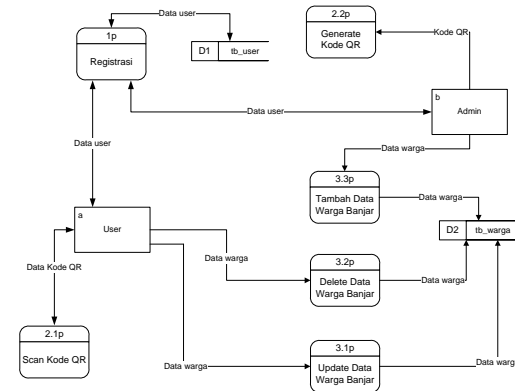 Data user
1p
Registrasi
D1 tb_user
2.2p
Generate
Kode QR
Kode QR
b
Admin
Data user
Data user
Data warga
3.3p
Tambah Data
Warga Banjar
Data warga
D2 tb_warga
a
User
Data warga
3.2p
Delete Data
Warga Banjar
Data warga
Data Kode QR
2.1p
Scan Kode QR
Data warga
3.1p
Update Data
Warga Banjar
Data warga